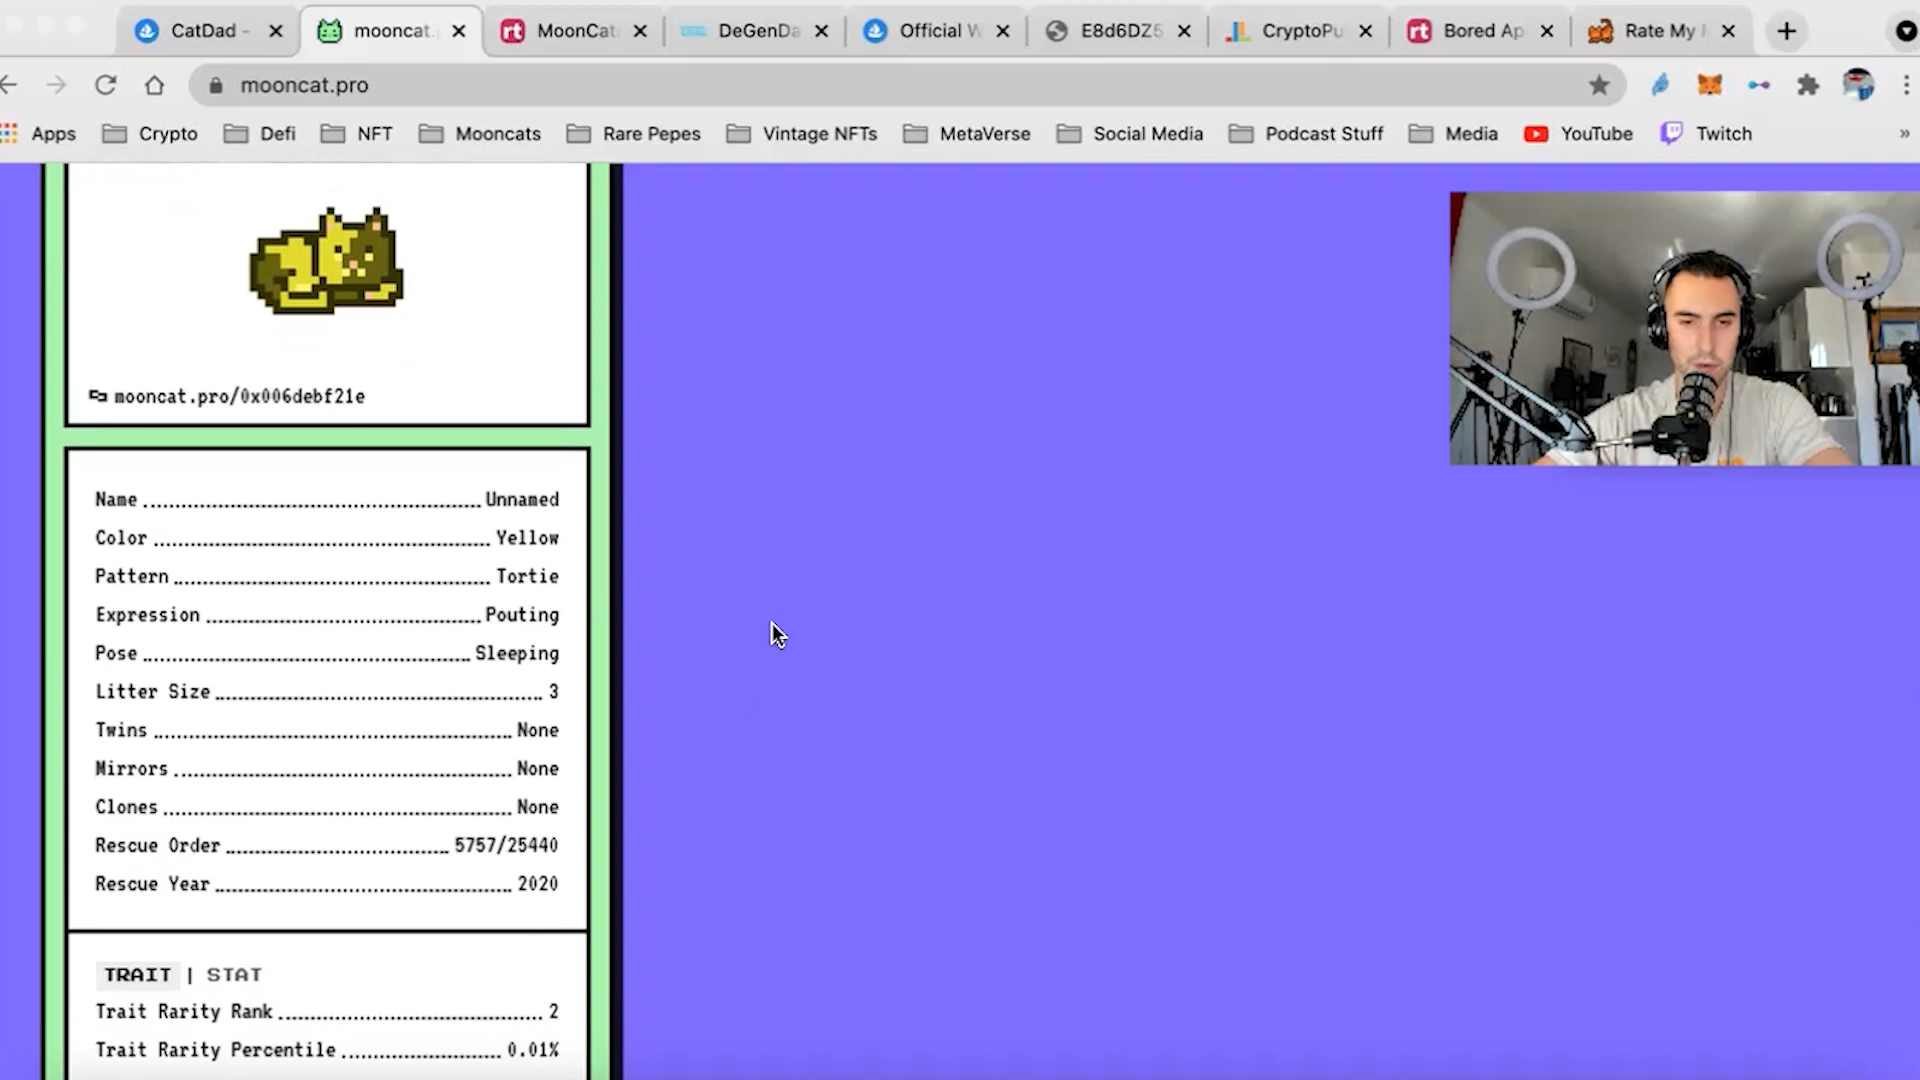 CatDad -
mooncat.
MoonCat
DeGenDa
Official W
E8d6DZ5
CryptoPu
Bored Ap
Rate My
mooncat.pro
Apps
Crypto
Defi
NFT
Mooncats
Rare Pepes
Vintage NFTs
MetaVerse
Social Media
Podcast Stuff
Media
YouTube
Twitch
»
mooncat.pro/0x006debf21e
Name Unnamed
Color Yellow
Pattern Tortie
Expression Pouting
Pose Sleeping
Litter Size 3
Twins None
Mirrors None
Clones None
Rescue Order 5757/25440
Rescue Year 2020
TRAIT | STAT
Trait Rarity Rank 2
Trait Rarity Percentile 0.01%